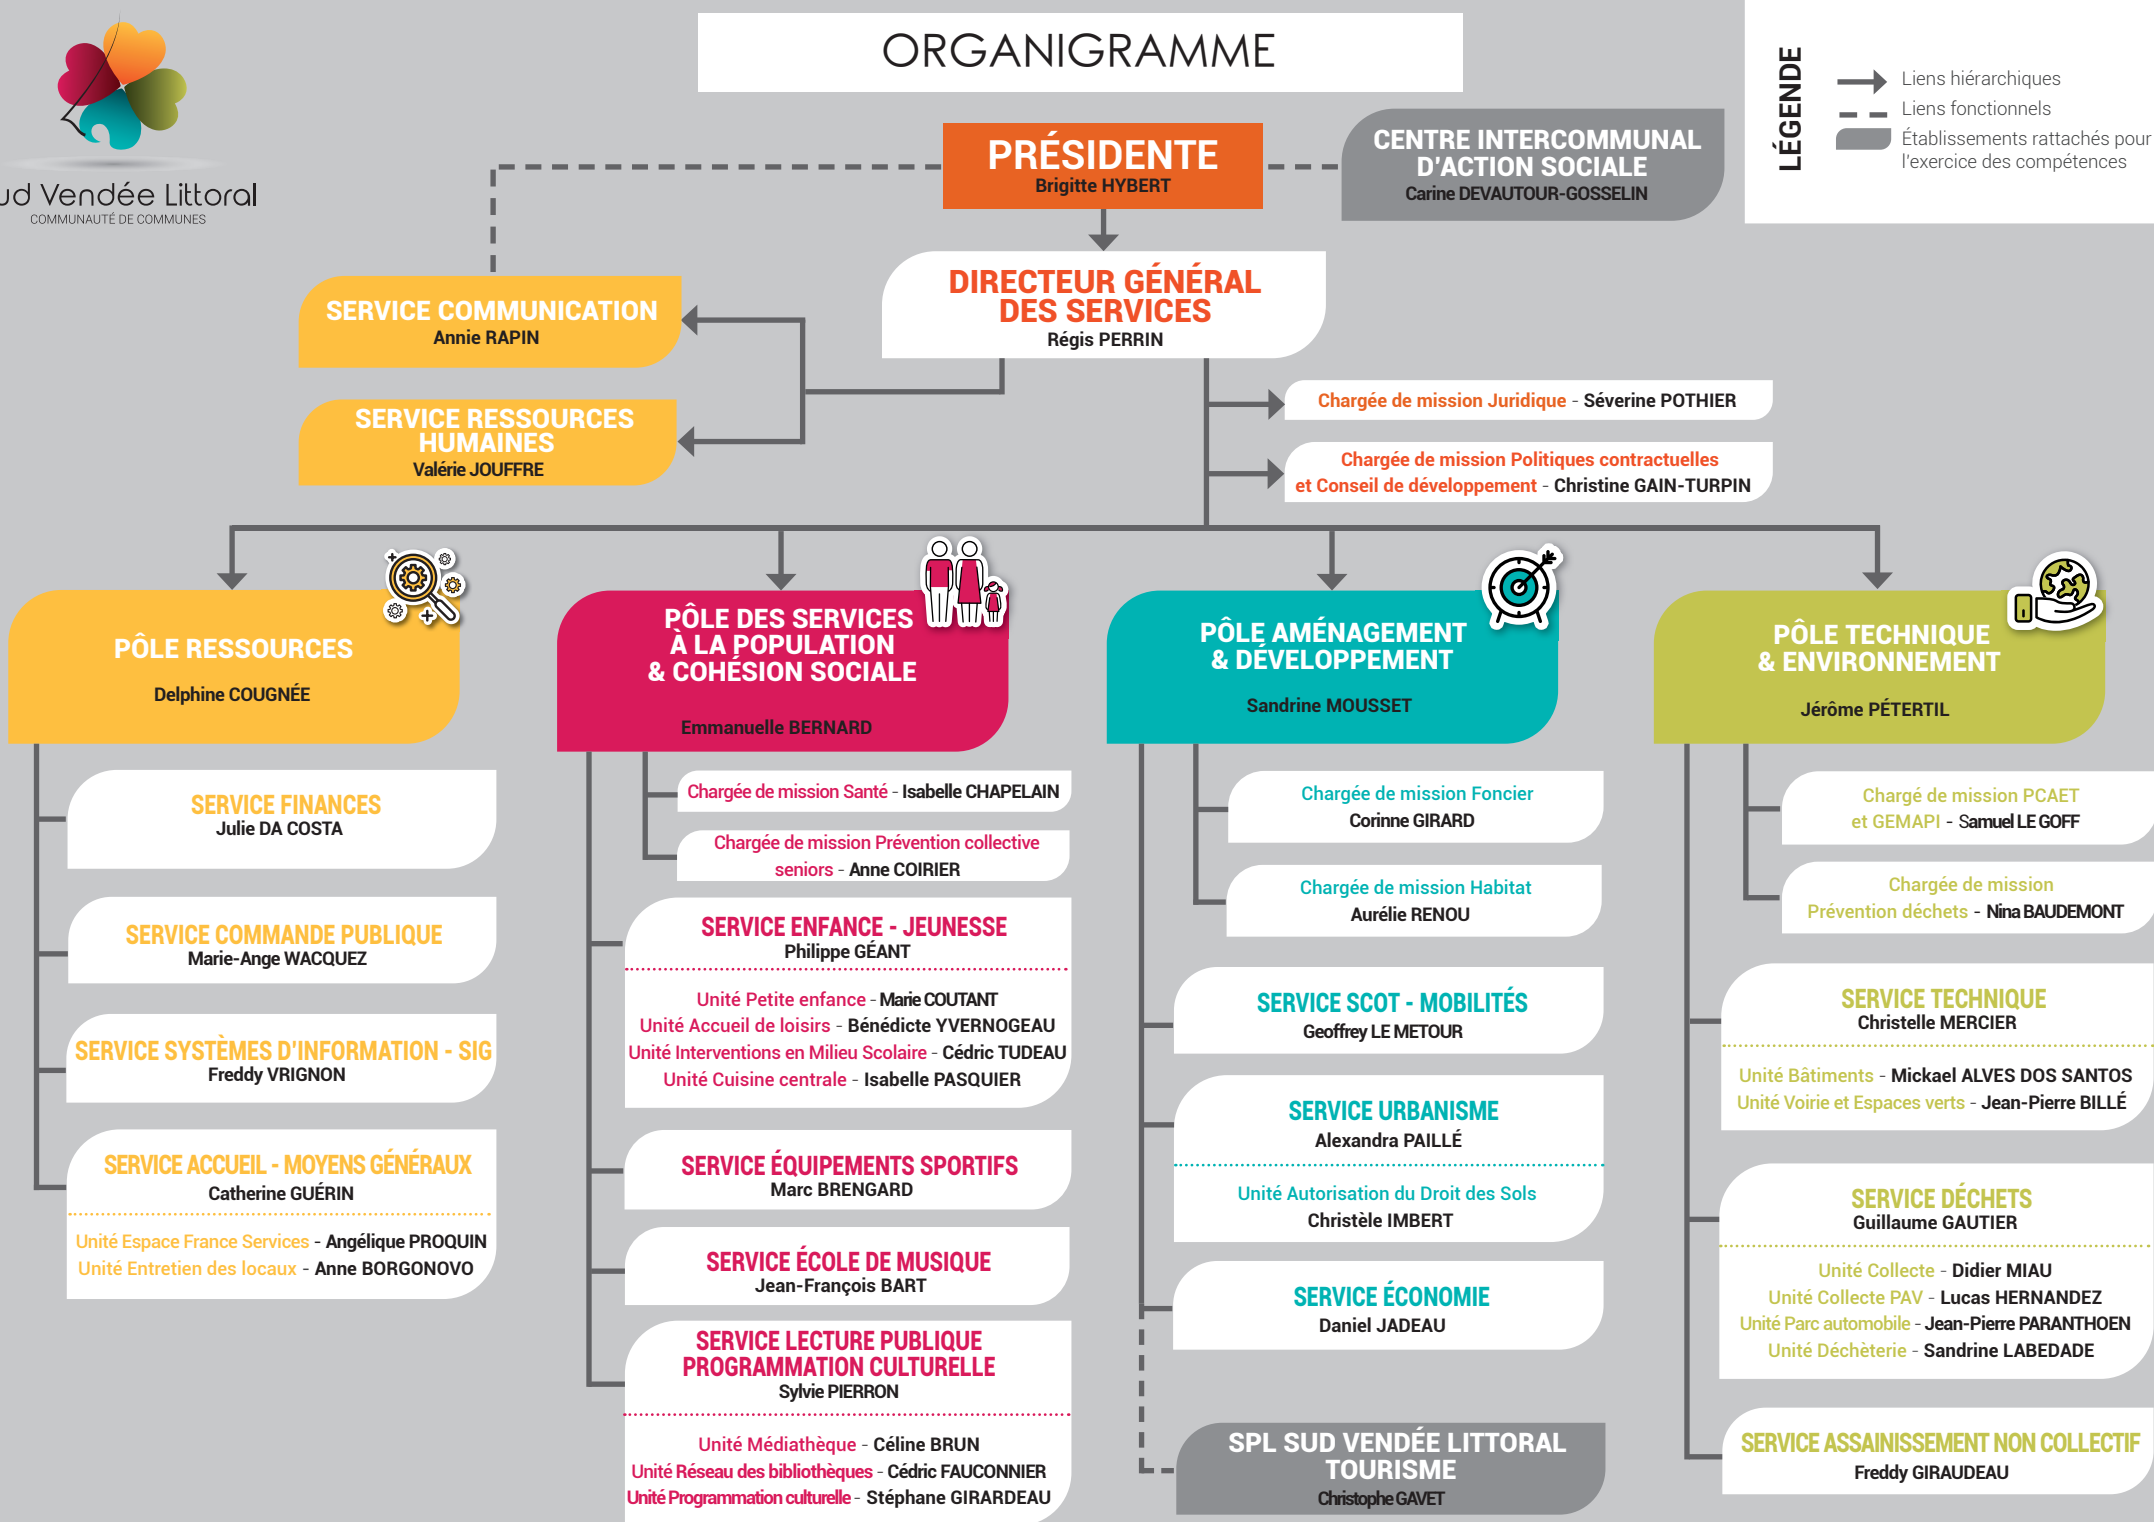 ORGANIGRAMME
ud Vendée Littoral
COMMUNAUTÉ DE COMMUNES
LÉGENDE
Liens hiérarchiques
Liens fonctionnels
Établissements rattachés pour
l'exercice des compétences
PRÉSIDENTE
Brigitte HYBERT
CENTRE INTERCOMMUNAL
D'ACTION SOCIALE
Carine DEVAUTOUR-GOSSELIN
DIRECTEUR GÉNÉRAL
DES SERVICES
Régis PERRIN
SERVICE COMMUNICATION
Annie RAPIN
SERVICE RESSOURCES
HUMAINES
Valérie JOUFFRE
Chargée de mission Juridique - Séverine POTHIER
Chargée de mission Politiques contractuelles
et Conseil de développement - Christine GAIN-TURPIN
PÔLE RESSOURCES
Delphine COUGNÉE
SERVICE FINANCES
Julie DA COSTA
SERVICE COMMANDE PUBLIQUE
Marie-Ange WACQUEZ
SERVICE SYSTÈMES D'INFORMATION - SIG
Freddy VRIGNON
SERVICE ACCUEIL - MOYENS GÉNÉRAUX
Catherine GUÉRIN
Unité Espace France Services - Angélique PROQUIN
Unité Entretien des locaux - Anne BORGONOVO
PÔLE DES SERVICES
À LA POPULATION
& COHÉSION SOCIALE
Emmanuelle BERNARD
Chargée de mission Santé - Isabelle CHAPELAIN
Chargée de mission Prévention collective
seniors - Anne COIRIER
SERVICE ENFANCE - JEUNESSE
Philippe GÉANT
Unité Petite enfance - Marie COUTANT
Unité Accueil de loisirs - Bénédicte YVERNOGEAU
Unité Interventions en Milieu Scolaire - Cédric TUDEAU
Unité Cuisine centrale - Isabelle PASQUIER
SERVICE ÉQUIPEMENTS SPORTIFS
Marc BRENGARD
SERVICE ÉCOLE DE MUSIQUE
Jean-François BART
SERVICE LECTURE PUBLIQUE
PROGRAMMATION CULTURELLE
Sylvie PIERRON
Unité Médiathèque - Céline BRUN
Unité Réseau des bibliothèques - Cédric FAUCONNIER
Unité Programmation culturelle - Stéphane GIRARDEAU
PÔLE AMÉNAGEMENT
& DÉVELOPPEMENT
Sandrine MOUSSET
Chargée de mission Foncier
Corinne GIRARD
Chargée de mission Habitat
Aurélie RENOU
SERVICE SCOT - MOBILITÉS
Geoffrey LE METOUR
SERVICE URBANISME
Alexandra PAILLÉ
Unité Autorisation du Droit des Sols
Christèle IMBERT
SERVICE ÉCONOMIE
Daniel JADEAU
SPL SUD VENDÉE LITTORAL
TOURISME
Christophe GAVET
PÔLE TECHNIQUE
& ENVIRONNEMENT
Jérôme PÉTERTIL
Chargé de mission PCAET
et GEMAPI - Samuel LE GOFF
Chargée de mission
Prévention déchets - Nina BAUDEMONT
SERVICE TECHNIQUE
Christelle MERCIER
Unité Bâtiments - Mickael ALVES DOS SANTOS
Unité Voirie et Espaces verts - Jean-Pierre BILLÉ
SERVICE DÉCHETS
Guillaume GAUTIER
Unité Collecte - Didier MIAU
Unité Collecte PAV - Lucas HERNANDEZ
Unité Parc automobile - Jean-Pierre PARANTHOEN
Unité Déchèterie - Sandrine LABEDADE
SERVICE ASSAINISSEMENT NON COLLECTIF
Freddy GIRAUDEAU